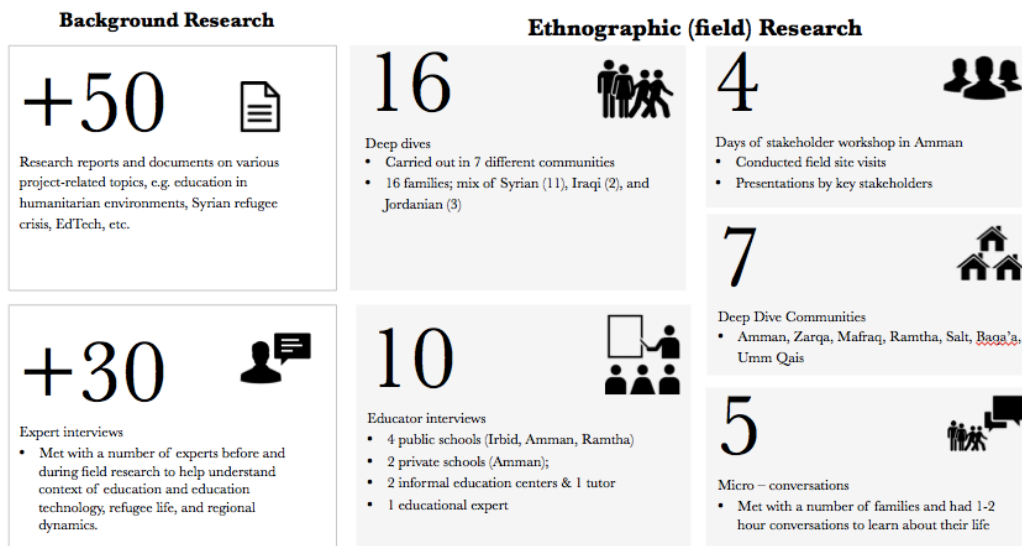 Background Research
+50
Research reports and documents on various
project-related topics, e.g. education in
humanitarian environments, Syrian refugee
crisis, EdTech, etc.
+30
Expert interviews
• Met with a number of experts before and
during field research to help understand
context of education and education
technology, refugee life, and regional
dynamics.
Ethnographic (field) Research
16
Deep dives
• Carried out in 7 different communities
• 16 families; mix of Syrian (11), Iraqi (2), and
Jordanian (3)
10
Educator interviews
• 4 public schools (Irbid, Amman, Ramtha)
• 2 private schools (Amman);
• 2 informal education centers & 1 tutor
• 1 educational expert
4
Days of stakeholder workshop in Amman
• Conducted field site visits
• Presentations by key stakeholders
7
Deep Dive Communities
• Amman, Zarqa, Mafraq, Ramtha, Salt, Baqa'a,
Umm Qais
5
Micro – conversations
• Met with a number of families and had 1-2
hour conversations to learn about their life